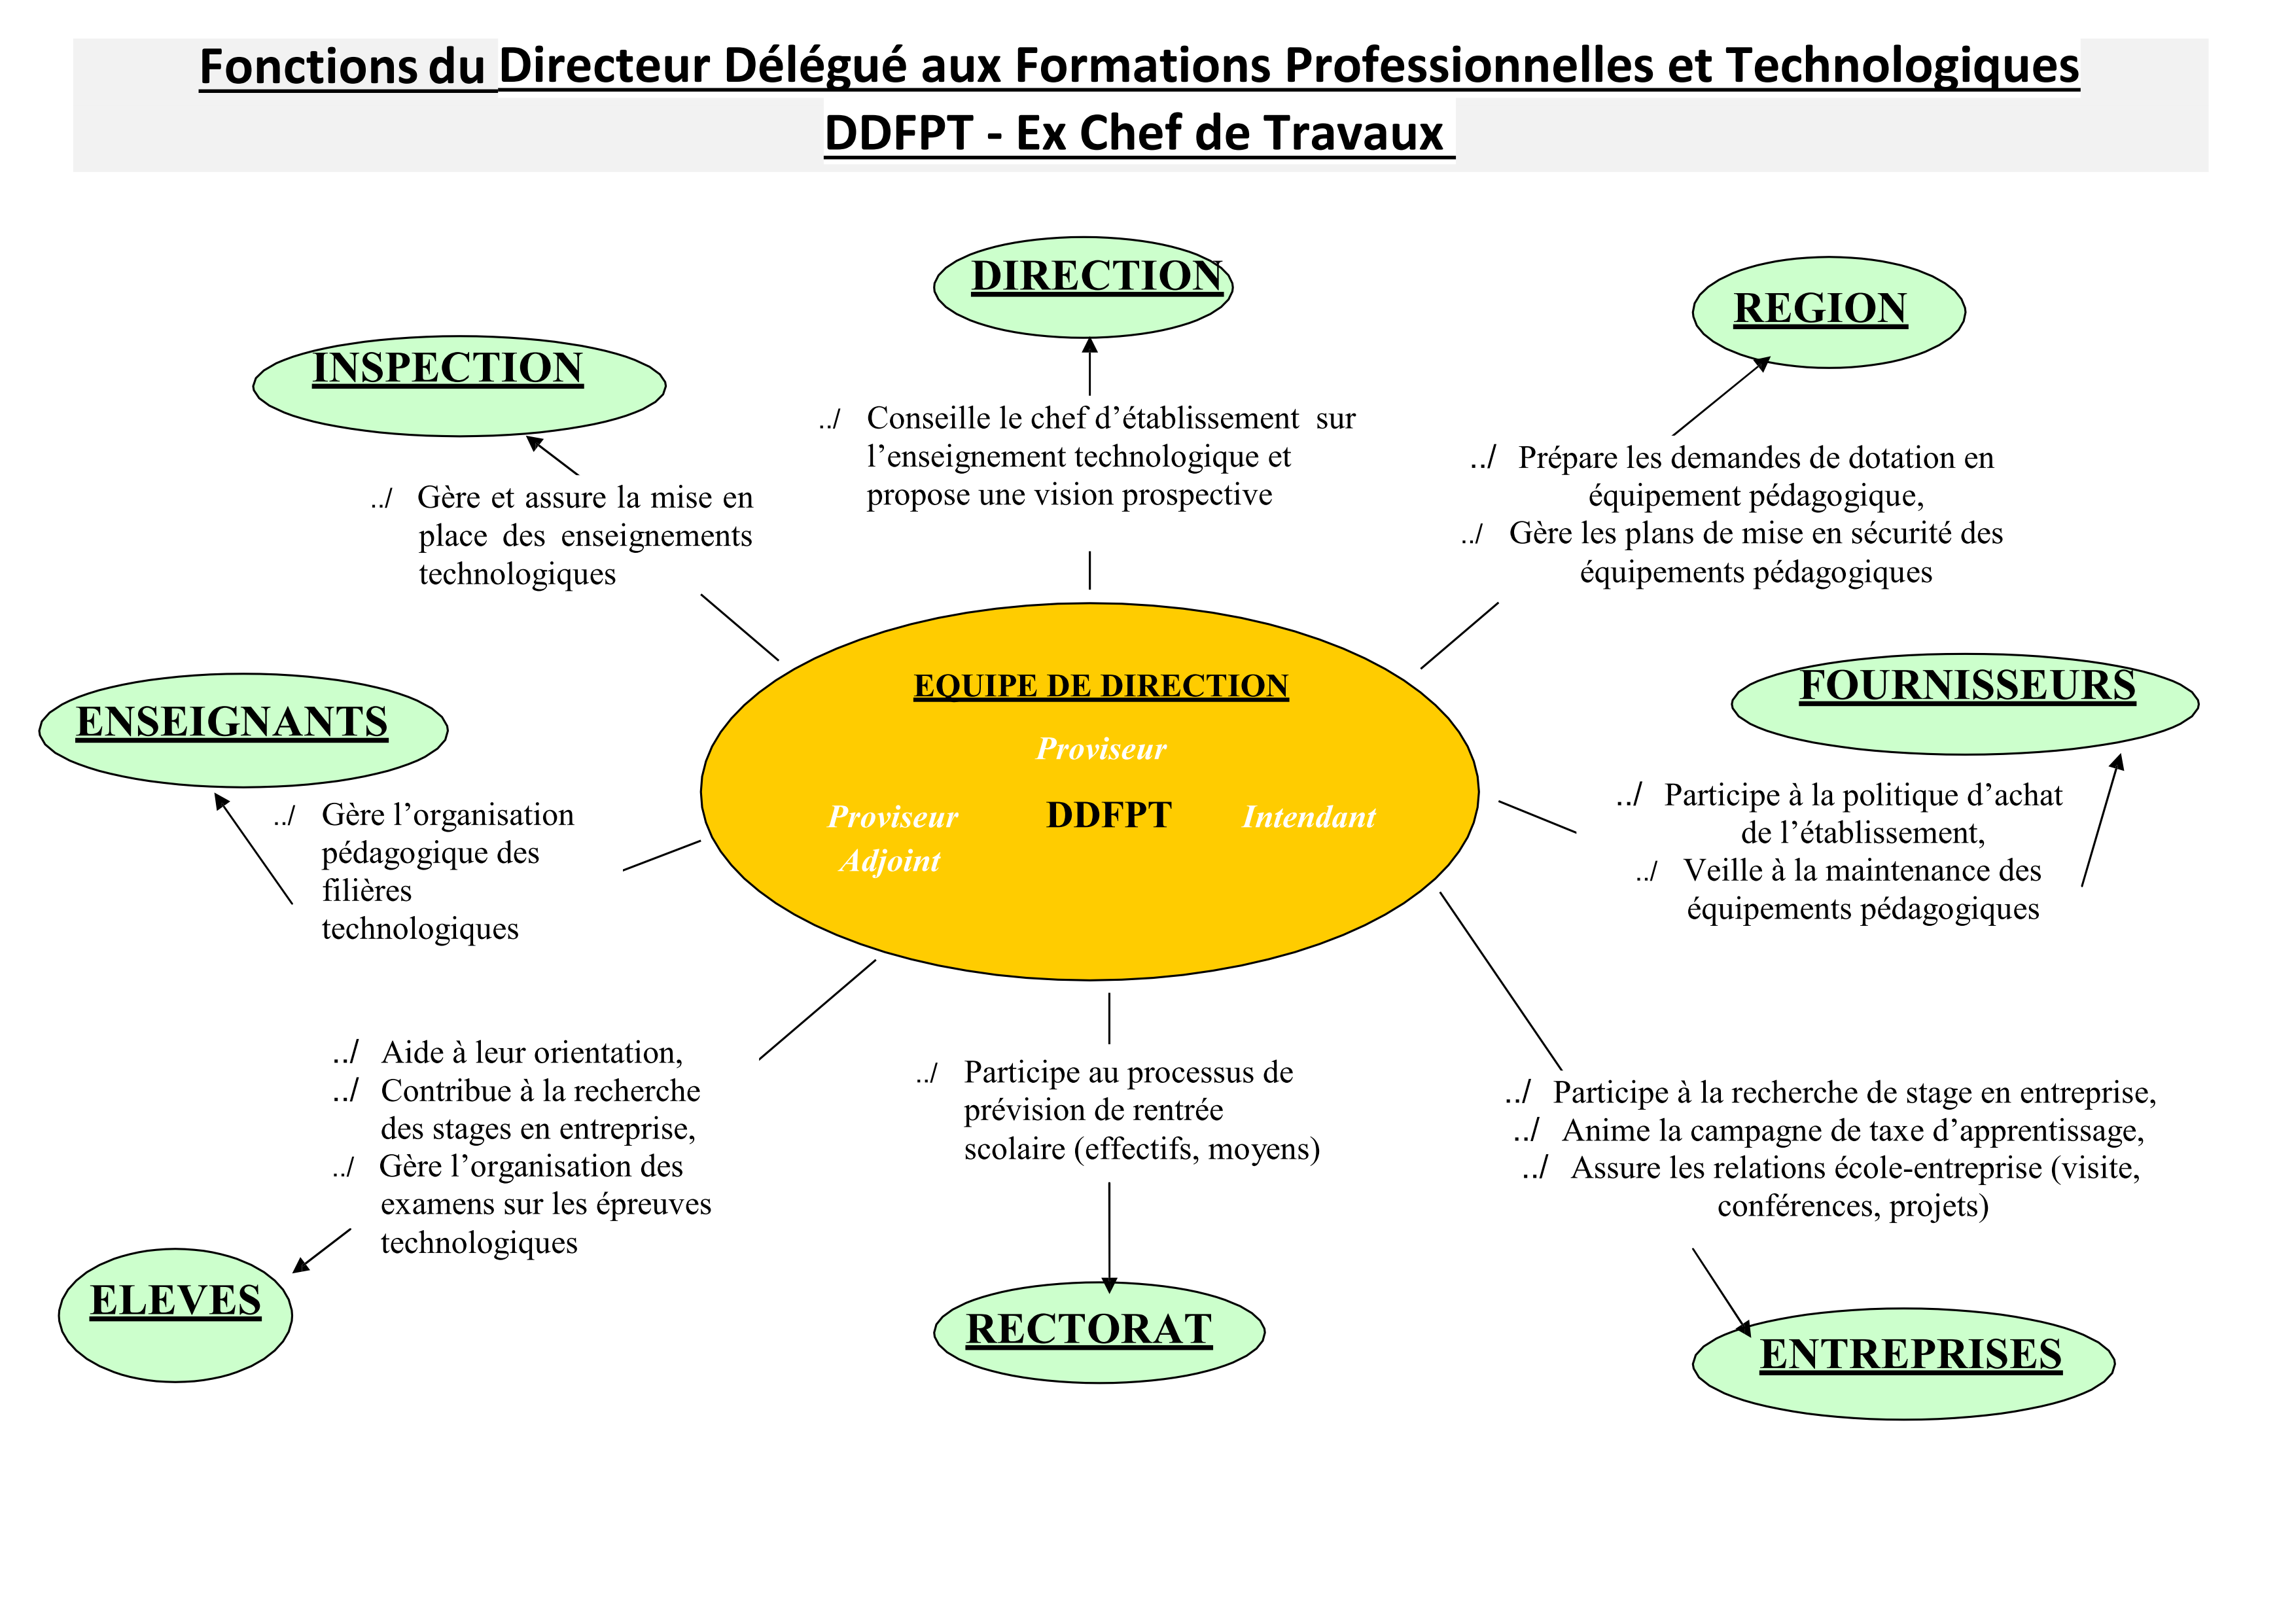 Fonctions du Directeur Délégué aux Formations Professionnelles et Technologiques
DDFPT - Ex Chef de Travaux
DIRECTION
REGION
INSPECTION
../ Conseille le chef d’établissement sur
l’enseignement technologique et
propose une vision prospective
../ Prépare les demandes de dotation en
équipement pédagogique,
../ Gère les plans de mise en sécurité des
équipements pédagogiques
../ Gère et assure la mise en
place des enseignements
technologiques
EQUIPE DE DIRECTION
Proviseur
Proviseur DDFPT Intendant
Adjoint
ENSEIGNANTS
FOURNISSEURS
../ Gère l’organisation
pédagogique des
filières
technologiques
../ Participe à la politique d’achat
de l’établissement,
../ Veille à la maintenance des
équipements pédagogiques
../ Aide à leur orientation,
../ Contribue à la recherche
des stages en entreprise,
../ Gère l’organisation des
examens sur les épreuves
technologiques
../ Participe au processus de
prévision de rentrée
scolaire (effectifs, moyens)
../ Participe à la recherche de stage en entreprise,
../ Anime la campagne de taxe d’apprentissage,
../ Assure les relations école-entreprise (visite,
conférences, projets)
ELEVES
RECTORAT
ENTREPRISES